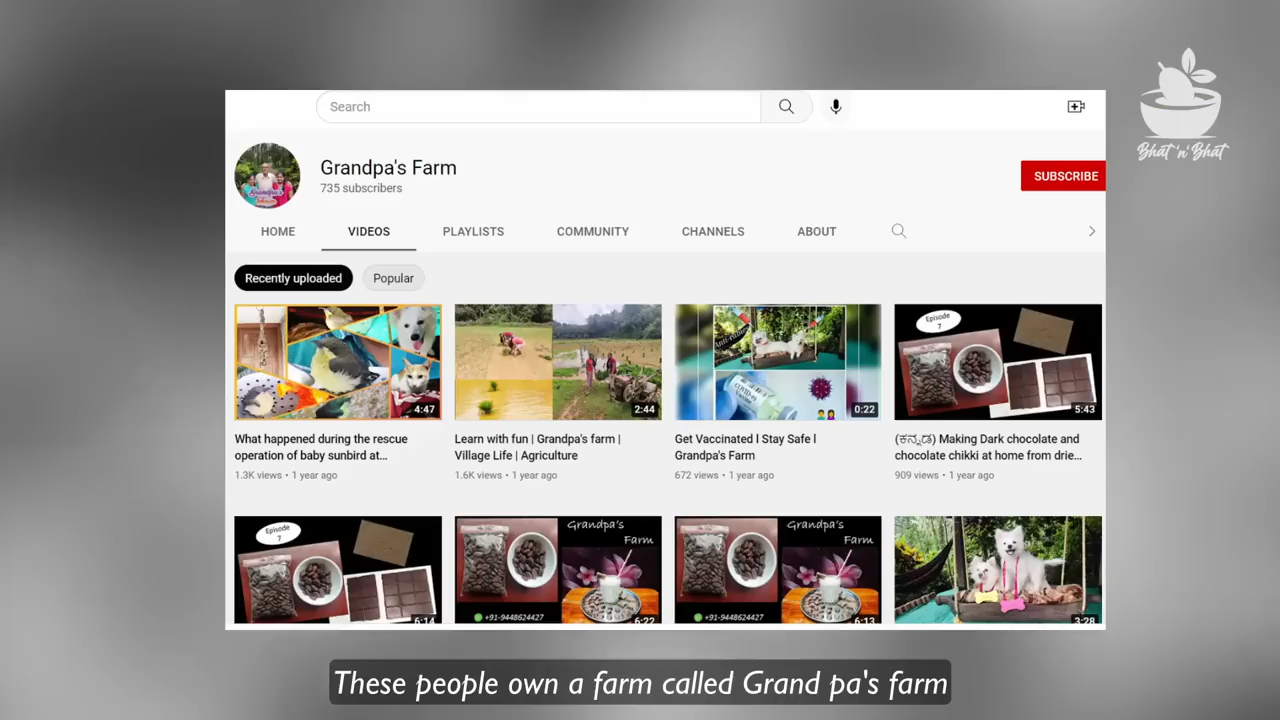 Search
Bhat 'n' Bhat
Grandpa's Farm
735 subscribers
SUBSCRIBE
HOME VIDEOS PLAYLISTS COMMUNITY CHANNELS ABOUT
Recently uploaded Popular
4:47
2:44
0:22
Episode
7
5:43
What happened during the rescue
operation of baby sunbird at...
1.3K views • 1 year ago
Learn with fun | Grandpa's farm |
Village Life | Agriculture
1.6K views • 1 year ago
Get Vaccinated l Stay Safe l
Grandpa's Farm
672 views • 1 year ago
(ಕನ್ನಡ) Making Dark chocolate and
chocolate chikki at home from drie...
909 views • 1 year ago
Episode
7
6:14
Grandpa's
Farm
+91-9448624427
6:22
Grandpa's
Farm
+91-9448624427
6:13
3:28
These people own a farm called Grand pa's farm